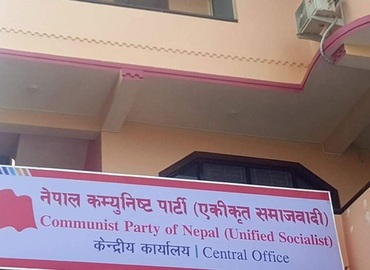 नेपाल कम्युनिष्ट पार्टी (एकीकृत समाजवादी)
Communist Party of Nepal (Unified Socialist)
केन्द्रीय कार्यालय | Central Office